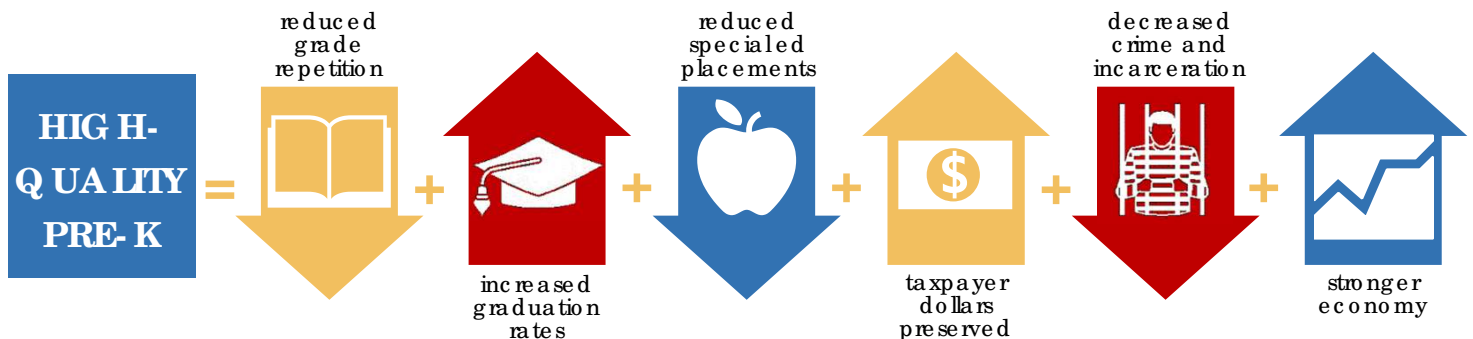 HIGH-
QUALITY
PRE-K
=
reduced
grade
repetition
+
increased
graduation
rates
+
reduced
specialed
placements
+
$
taxpayer
dollars
preserved
+
decreased
crime and
incarceration
+
stronger
economy